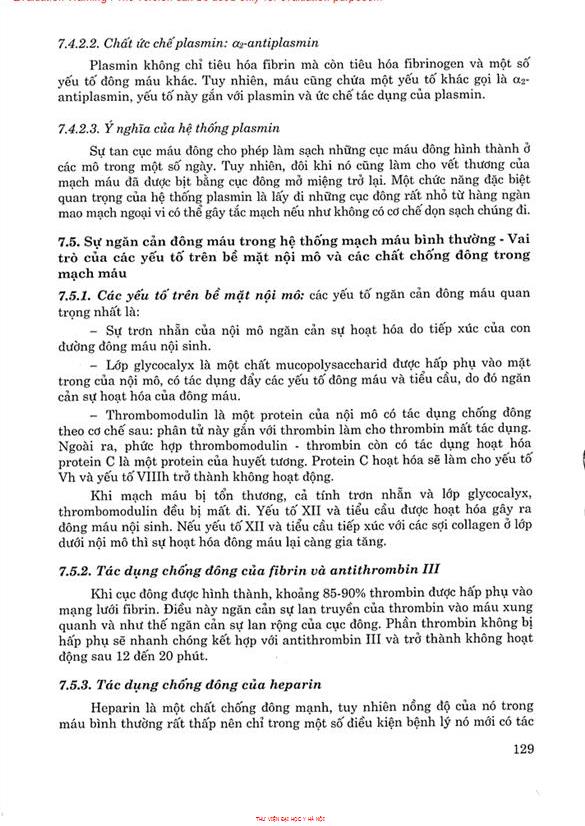 7.4.2.2. Chất ức chế plasmin: α₂-antiplasmin
Plasmin không chỉ tiêu hóa fibrin mà còn tiêu hóa fibrinogen và một số
yếu tố đông máu khác. Tuy nhiên, máu cũng chứa một yếu tố khác gọi là α₂-
antiplasmin, yếu tố này gắn với plasmin và ức chế tác dụng của plasmin.
7.4.2.3. Ý nghĩa của hệ thống plasmin
Sự tan cục máu đông cho phép làm sạch những cục máu đông hình thành ở
các mô trong một số ngày. Tuy nhiên, đôi khi nó cũng làm cho vết thương của
mạch máu đã được bịt bằng cục đông mở miệng trở lại. Một chức năng đặc biệt
quan trọng của hệ thống plasmin là lấy đi những cục đông rất nhỏ từ hàng ngàn
mao mạch ngoại vi có thể gây tắc mạch nếu như không có cơ chế dọn sạch chúng đi.
7.5. Sự ngăn cản đông máu trong hệ thống mạch máu bình thường - Vai
trò của các yếu tố trên bề mặt nội mô và các chất chống đông trong
mạch máu
7.5.1. Các yếu tố trên bề mặt nội mô: các yếu tố ngăn cản đông máu quan
trọng nhất là:
– Sự trơn nhẵn của nội mô ngăn cản sự hoạt hóa do tiếp xúc của con
đường đông máu nội sinh.
– Lớp glycocalyx là một chất mucopolysaccharid được hấp phụ vào mặt
trong của nội mô, có tác dụng đẩy các yếu tố đông máu và tiểu cầu, do đó ngăn
cản sự hoạt hóa của đông máu.
– Thrombomodulin là một protein của nội mô có tác dụng chống đông
theo cơ chế sau: phân tử này gắn với thrombin làm cho thrombin mất tác dụng.
Ngoài ra, phức hợp thrombomodulin - thrombin còn có tác dụng hoạt hóa
protein C là một protein của huyết tương. Protein C hoạt hóa sẽ làm cho yếu tố
Vh và yếu tố VIIIh trở thành không hoạt động.
Khi mạch máu bị tổn thương, cả tính trơn nhẵn và lớp glycocalyx,
thrombomodulin đều bị mất đi. Yếu tố XII và tiểu cầu được hoạt hóa gây ra
đông máu nội sinh. Nếu yếu tố XII và tiểu cầu tiếp xúc với các sợi collagen ở lớp
dưới nội mô thì sự hoạt hóa đông máu lại càng gia tăng.
7.5.2. Tác dụng chống đông của fibrin và antithrombin III
Khi cục đông được hình thành, khoảng 85-90% thrombin được hấp phụ vào
mạng lưới fibrin. Điều này ngăn cản sự lan truyền của thrombin vào máu xung
quanh và như thế ngăn cản sự lan rộng của cục đông. Phần thrombin không bị
hấp phụ sẽ nhanh chóng kết hợp với antithrombin III và trở thành không hoạt
động sau 12 đến 20 phút.
7.5.3. Tác dụng chống đông của heparin
Heparin là một chất chống đông mạnh, tuy nhiên nồng độ của nó trong
máu bình thường rất thấp nên chỉ trong một số điều kiện bệnh lý nó mới có tác
129
THƯ VIỆN ĐẠI HỌC Y HÀ NỘI